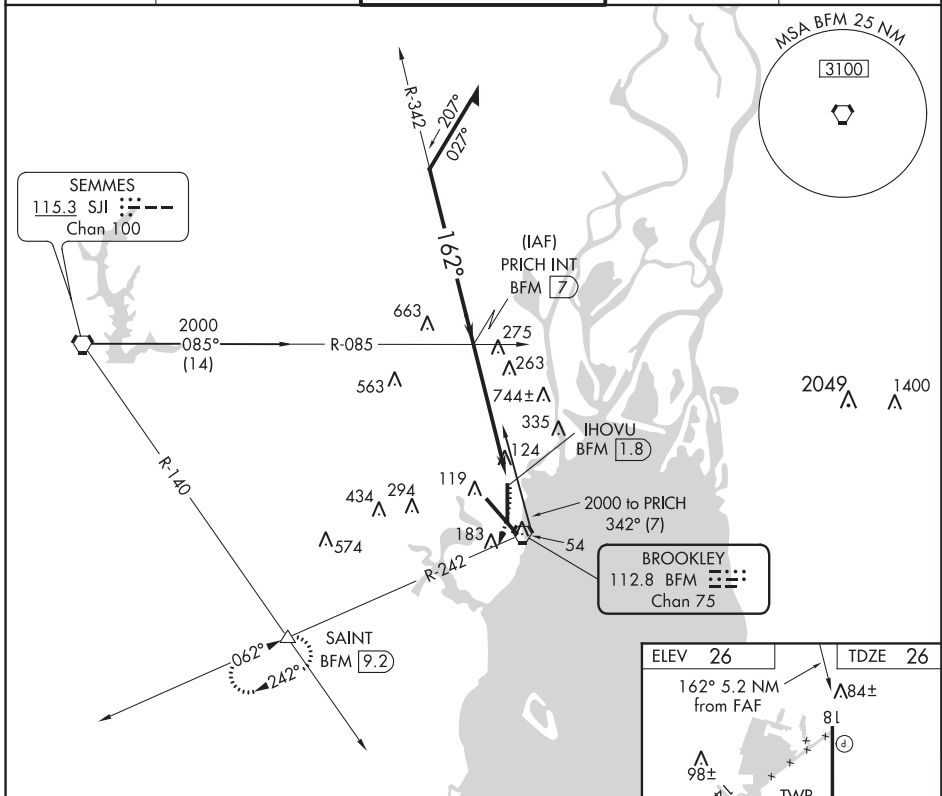 MSA BFM 25 NM
3100
R-342
207°
027°
SEMMES
115.3 SJI
Chan 100
162°
(IAF)
PRICH INT
BFM 7
663
275
2000
085°
(14)
R-085
263
563
744±
2049
1400
335
IHOVU
BFM 1.8
124
R-140
119
434
294
2000 to PRICH
342° (7)
183
54
574
R-242
BROOKLEY
112.8 BFM
Chan 75
SAINT
BFM 9.2
062°
242°
ELEV 26
TDZE 26
162° 5.2 NM
from FAF
84±
18
P
98±
14
TWR